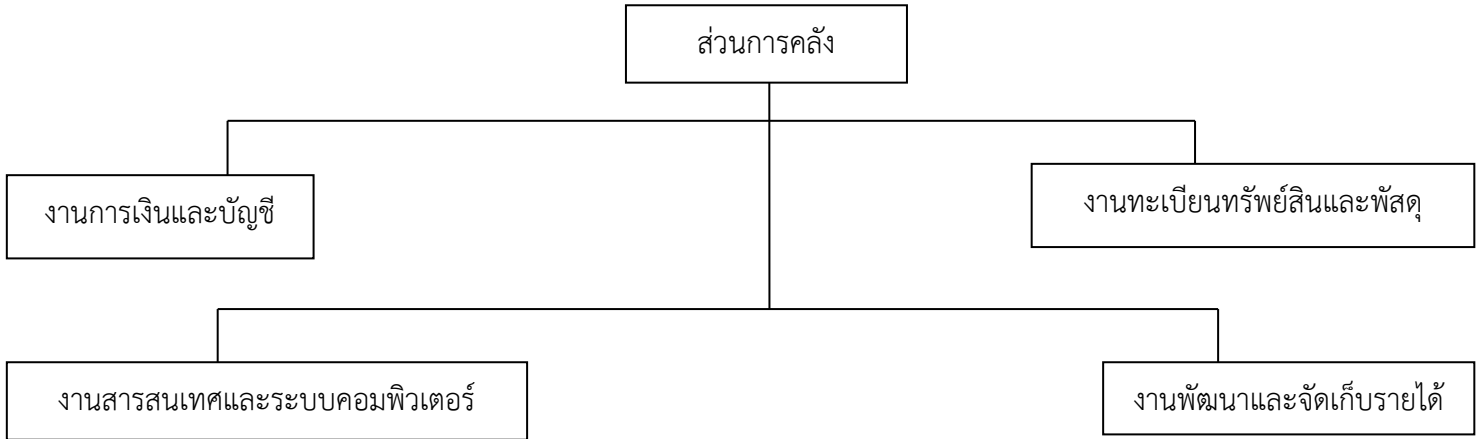 ส่วนการคลัง
งานการเงินและบัญชี
งานทะเบียนทรัพย์สินและพัสดุ
งานสารสนเทศและระบบคอมพิวเตอร์
งานพัฒนาและจัดเก็บรายได้